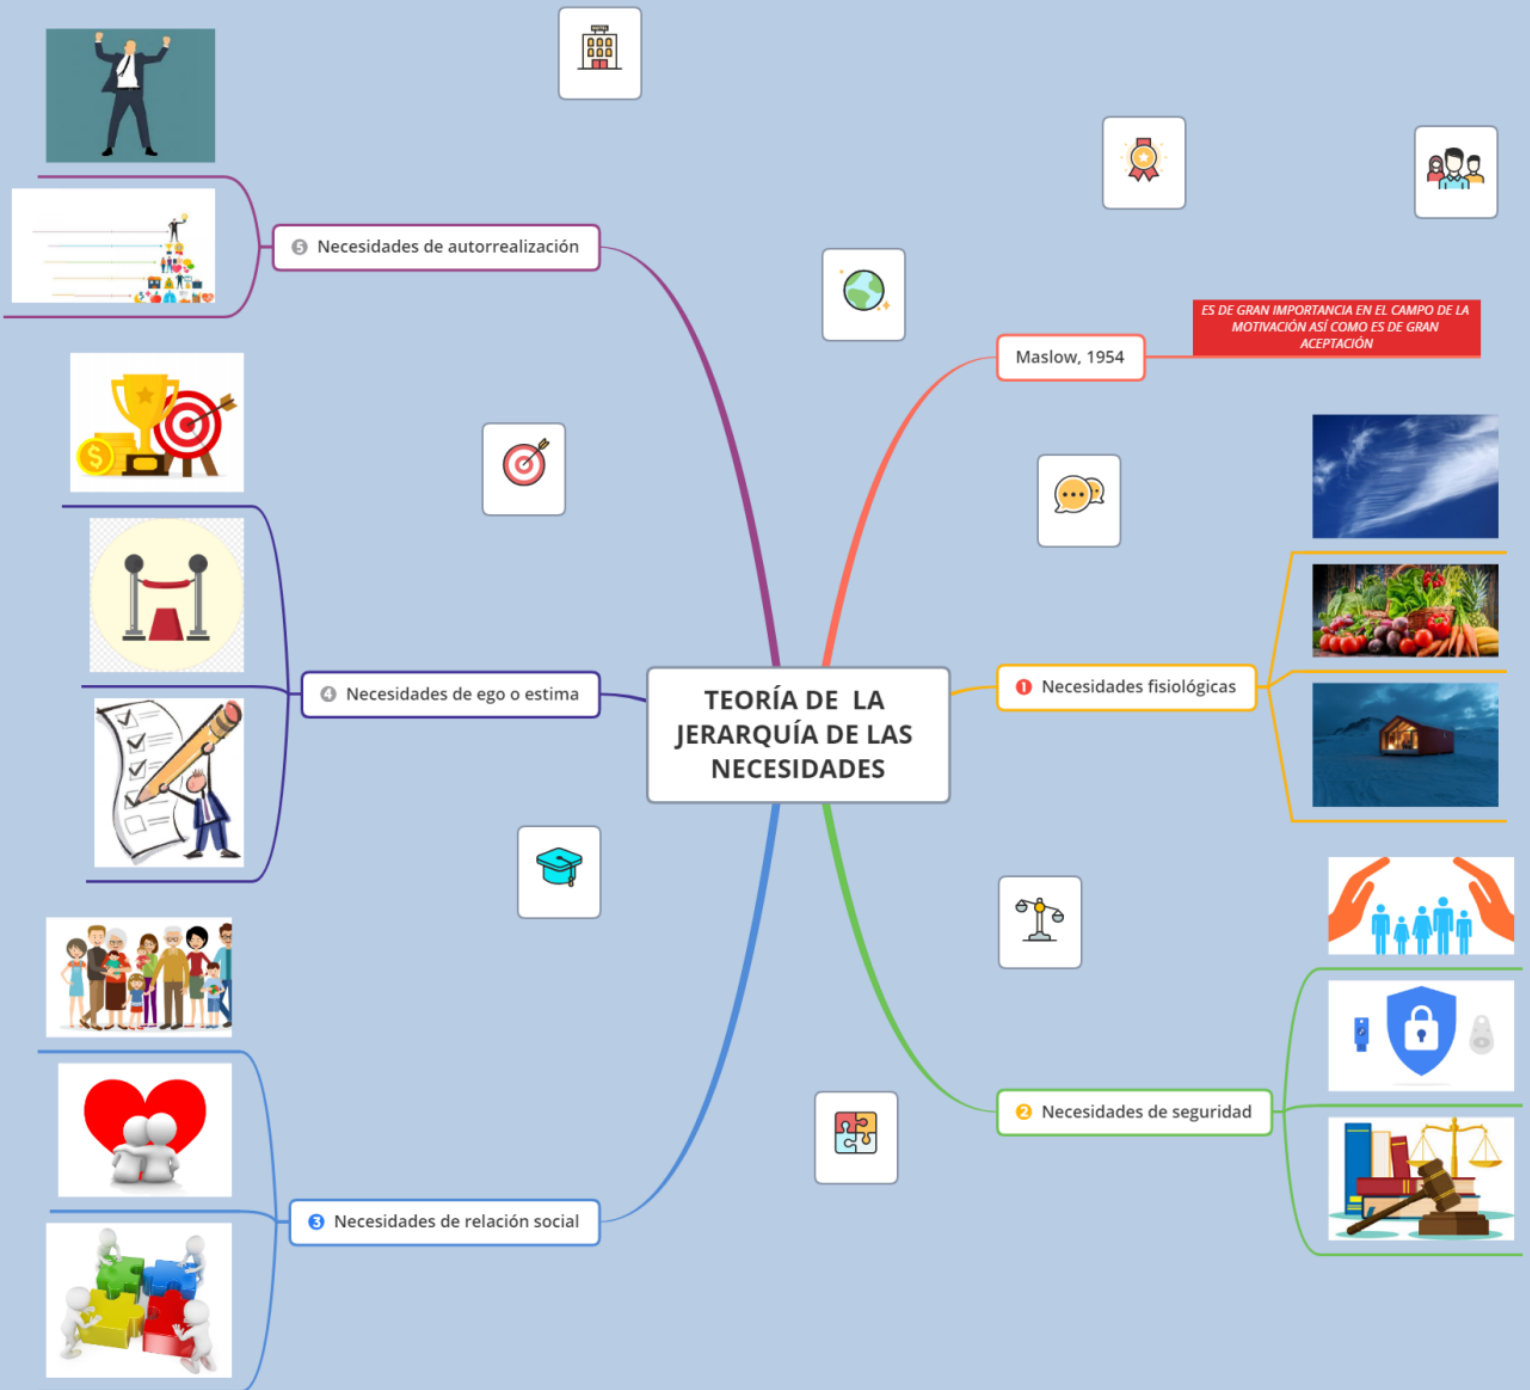 TEORÍA DE LA
JERARQUÍA DE LAS
NECESIDADES
Maslow, 1954
ES DE GRAN IMPORTANCIA EN EL CAMPO DE LA
MOTIVACIÓN ASÍ COMO ES DE GRAN
ACEPTACIÓN
1 Necesidades fisiológicas
2 Necesidades de seguridad
3 Necesidades de relación social
4 Necesidades de ego o estima
5 Necesidades de autorrealización
HOTEL
$